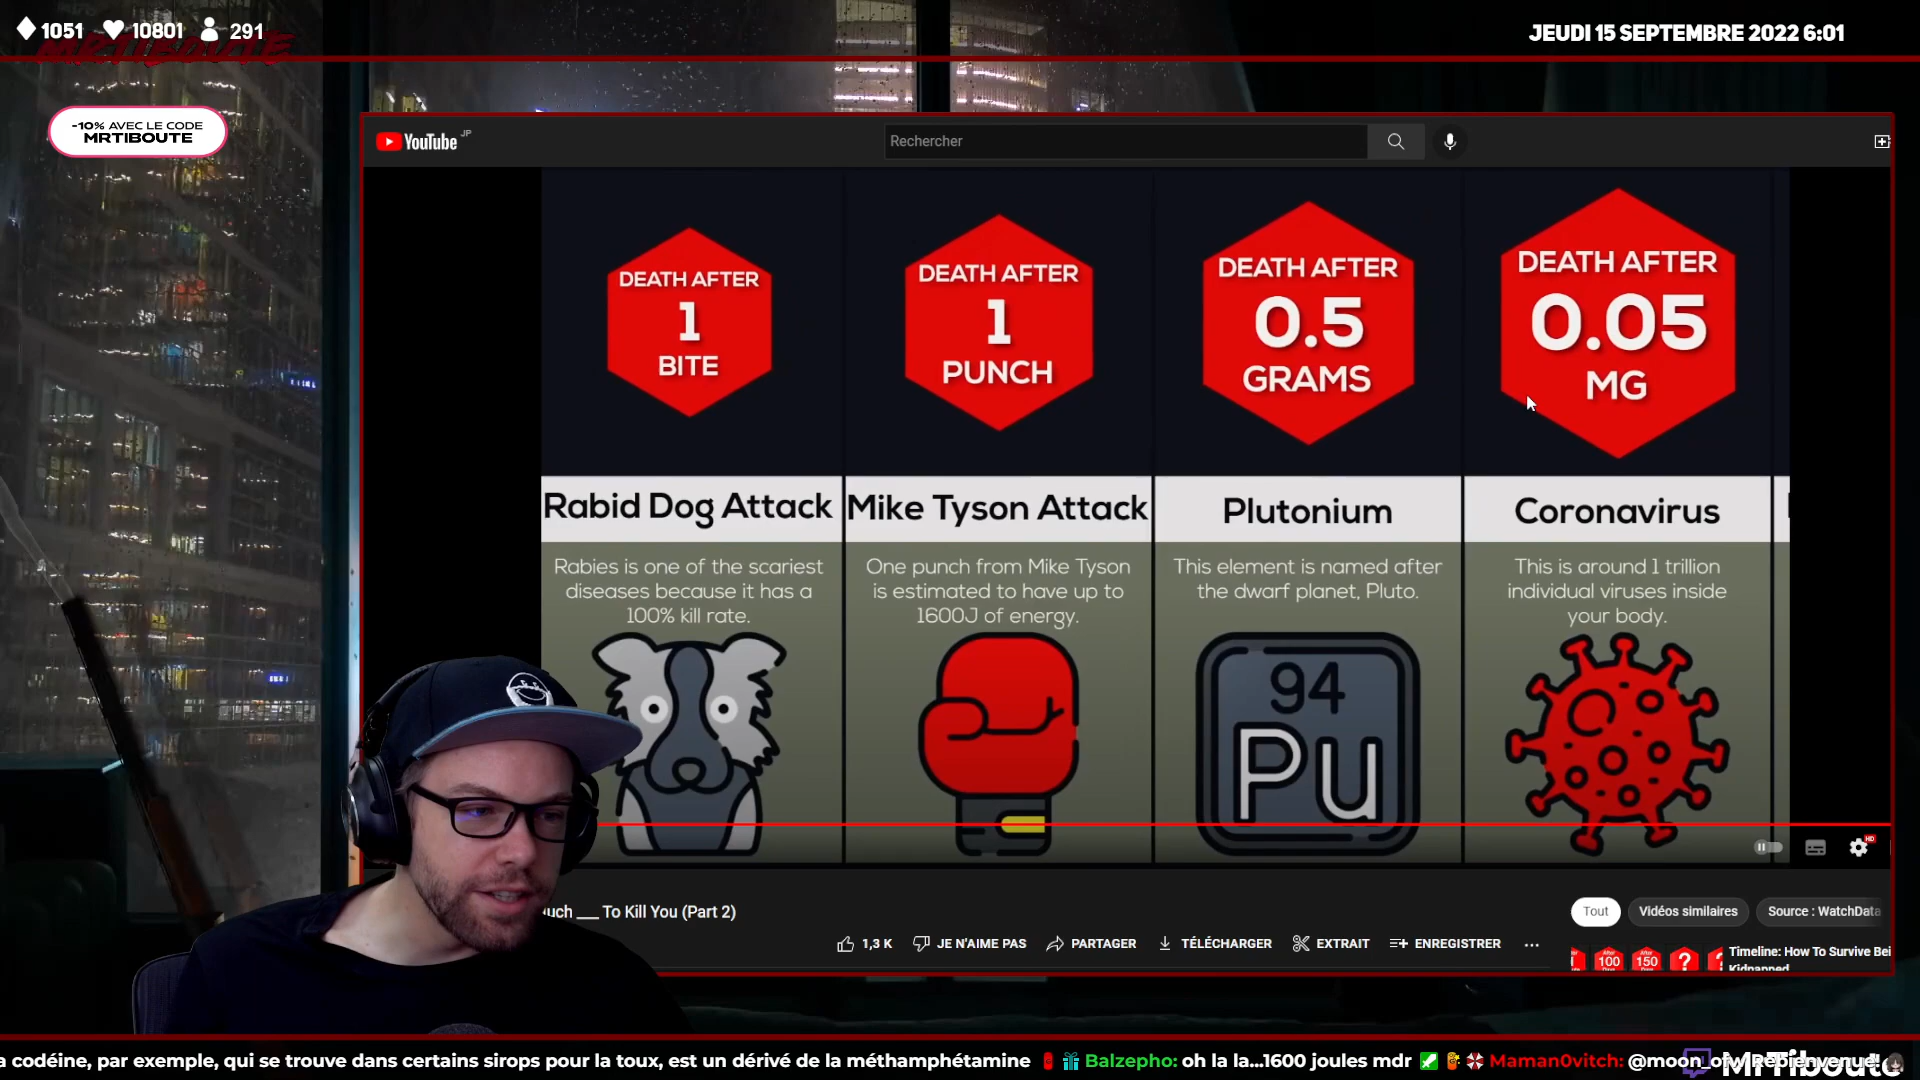 1051 10801 291
MRTIBOUTE
JEUDI 15 SEPTEMBRE 2022 6:01
-10% AVEC LE CODE
MRTIBOUTE
YouTube JP
Rechercher
DEATH AFTER
1
BITE
DEATH AFTER
1
PUNCH
DEATH AFTER
0.5
GRAMS
DEATH AFTER
0.05
MG
Rabid Dog Attack
Mike Tyson Attack
Plutonium
Coronavirus
Rabies is one of the scariest
diseases because it has a
100% kill rate.
One punch from Mike Tyson
is estimated to have up to
1600J of energy.
This element is named after
the dwarf planet, Pluto.
This is around 1 trillion
individual viruses inside
your body.
94
Pu
HD
uch ___ To Kill You (Part 2)
1,3 K JE N'AIME PAS PARTAGER TÉLÉCHARGER EXTRAIT ENREGISTRER ...
Tout Vidéos similaires Source : WatchData
100 150 ? ?
Timeline: How To Survive Bei
Kidnapped
a codéine, par exemple, qui se trouve dans certains sirops pour la toux, est un dérivé de la méthamphétamine Balzepho: oh la la...1600 joules mdr Maman0vitch:
MrTiboute